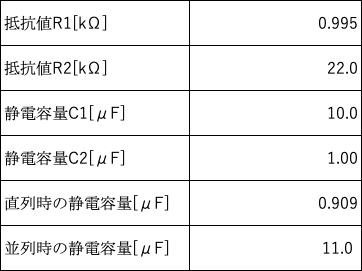 抵抗値R1[kΩ] 0.995
抵抗値R2[kΩ] 22.0
静電容量C1[μF] 10.0
静電容量C2[μF] 1.00
直列時の静電容量[μF] 0.909
並列時の静電容量[μF] 11.0